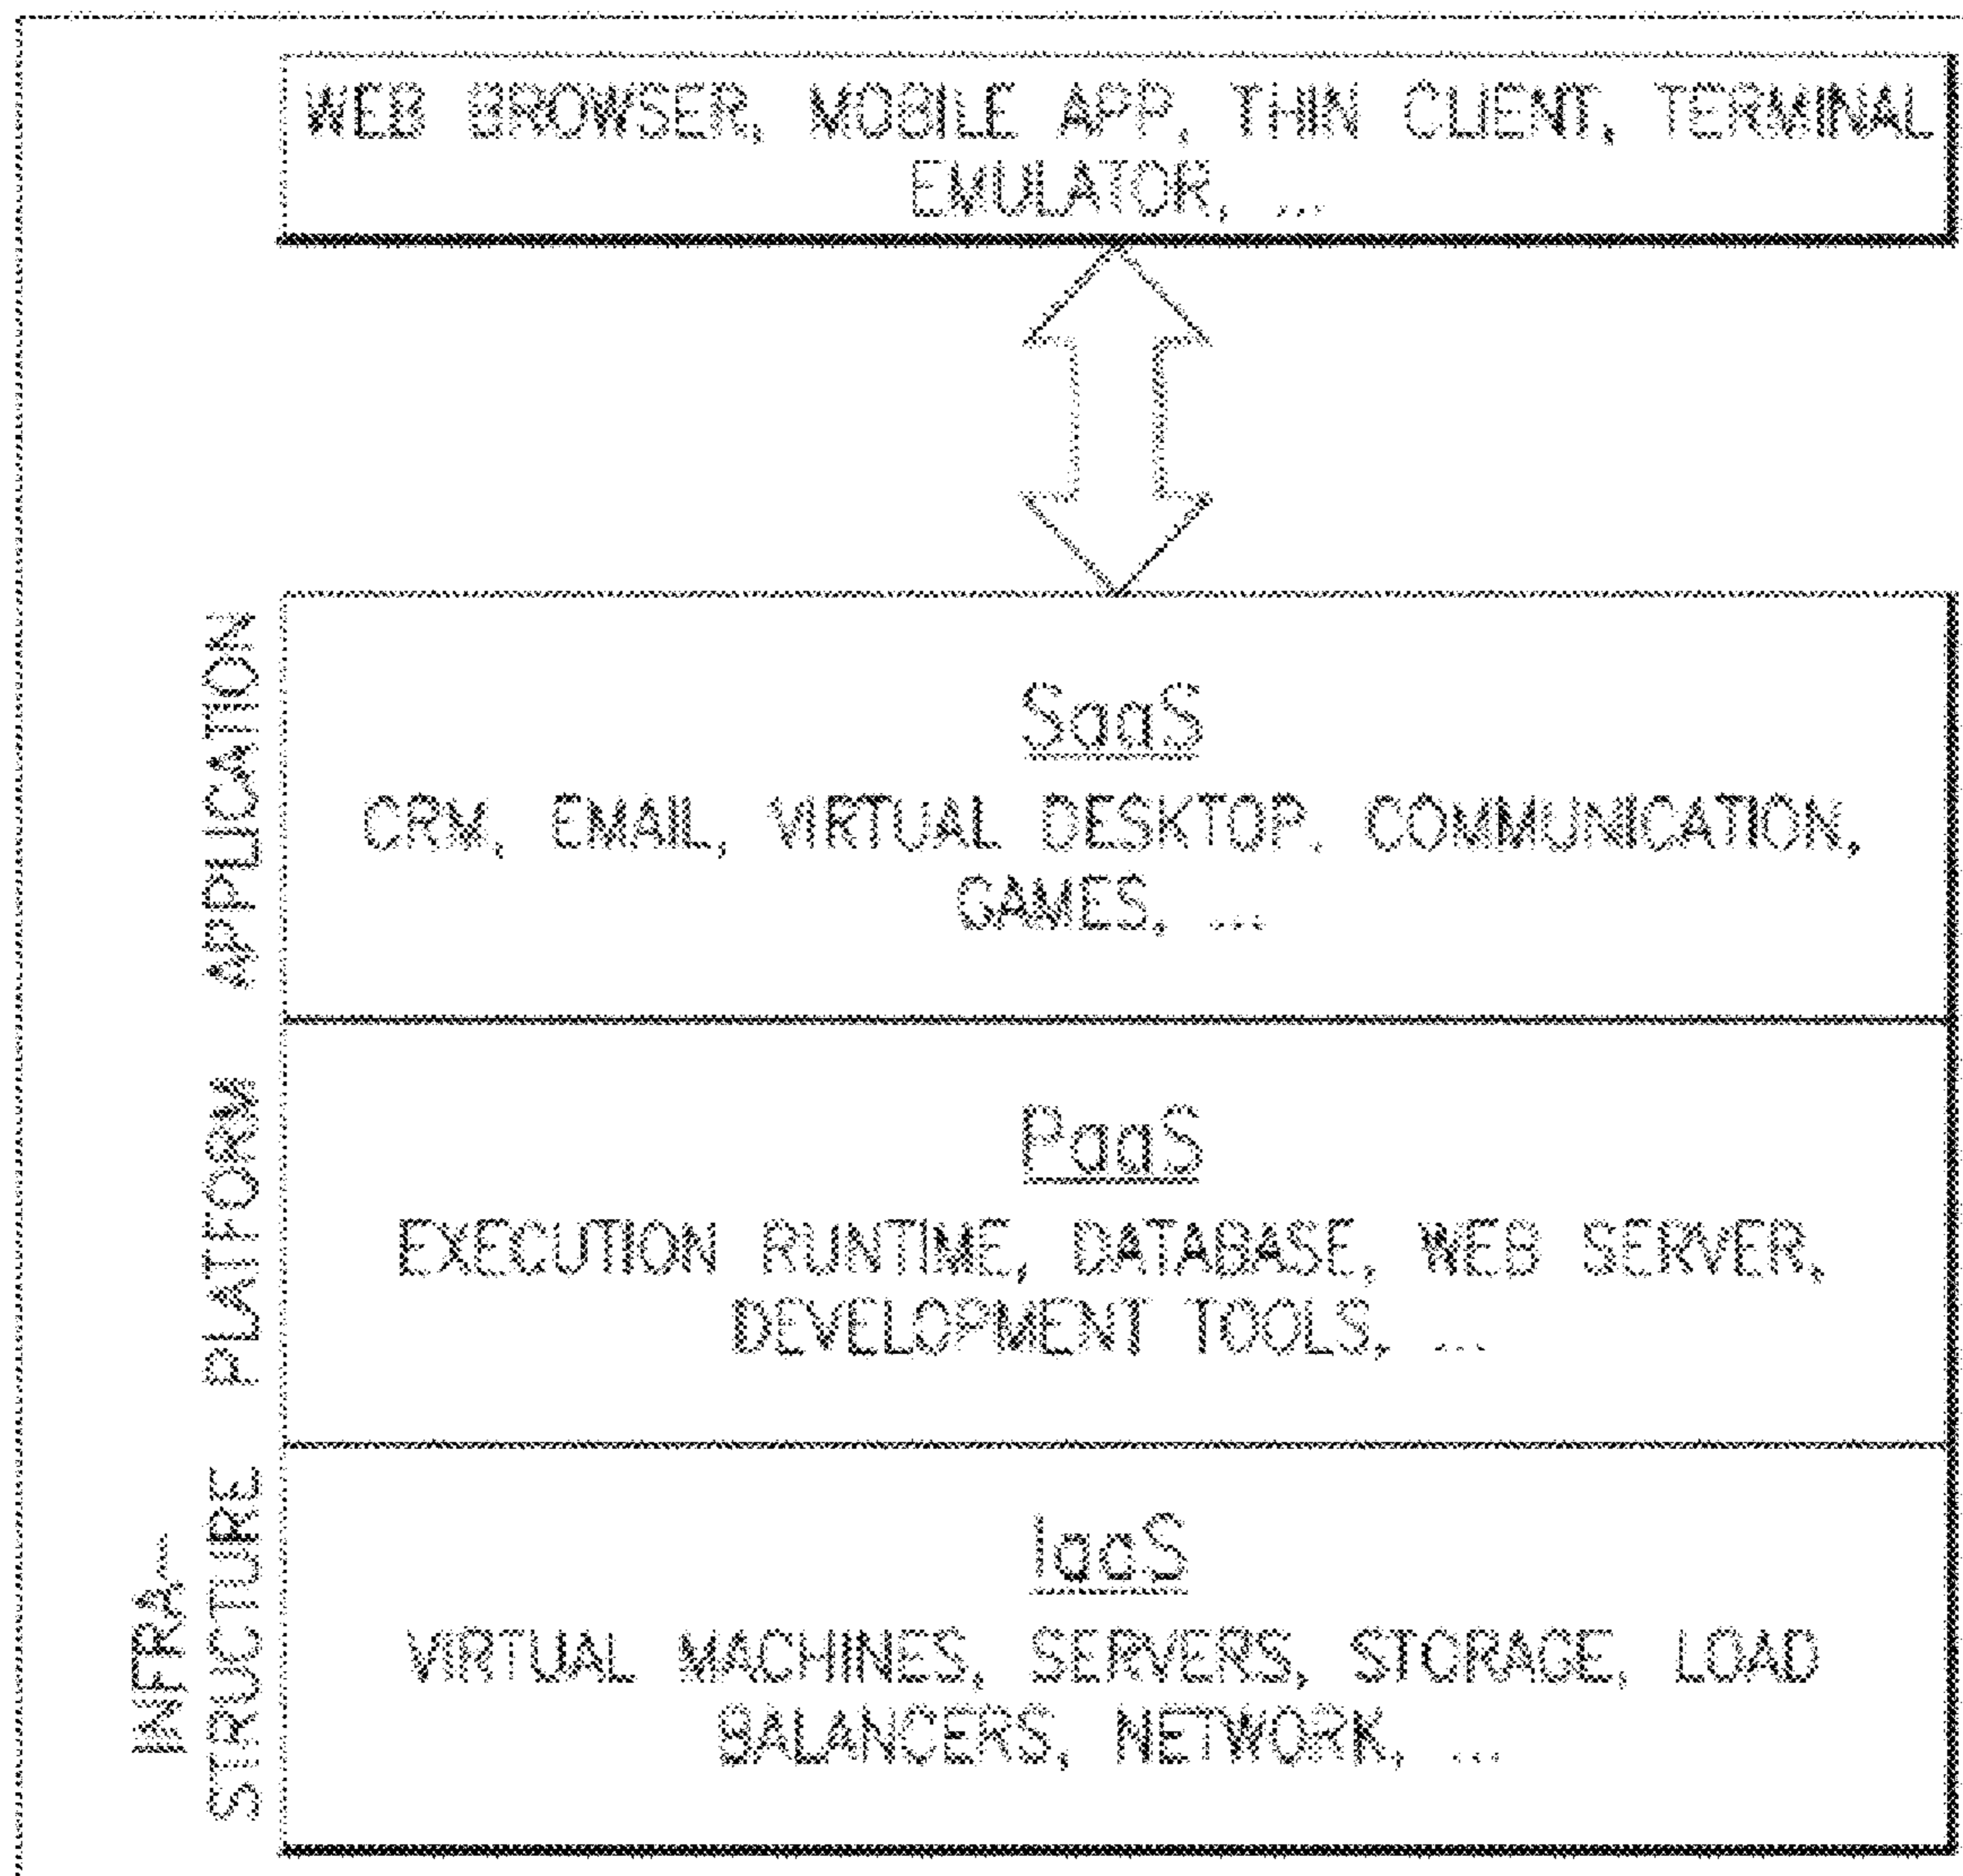 WEB BROWSER, MOBILE APP, THIN CLIENT, TERMINAL
EMULATOR, ...
APPLICATION
SaaS
CRM, EMAIL, VIRTUAL DESKTOP, COMMUNICATION,
GAMES, ...
PLATFORM
PaaS
EXECUTION RUNTIME, DATABASE, WEB SERVER,
DEVELOPMENT TOOLS, ...
INFRA-
STRUCTURE
IaaS
VIRTUAL MACHINES, SERVERS, STORAGE, LOAD
BALANCERS, NETWORK, ...